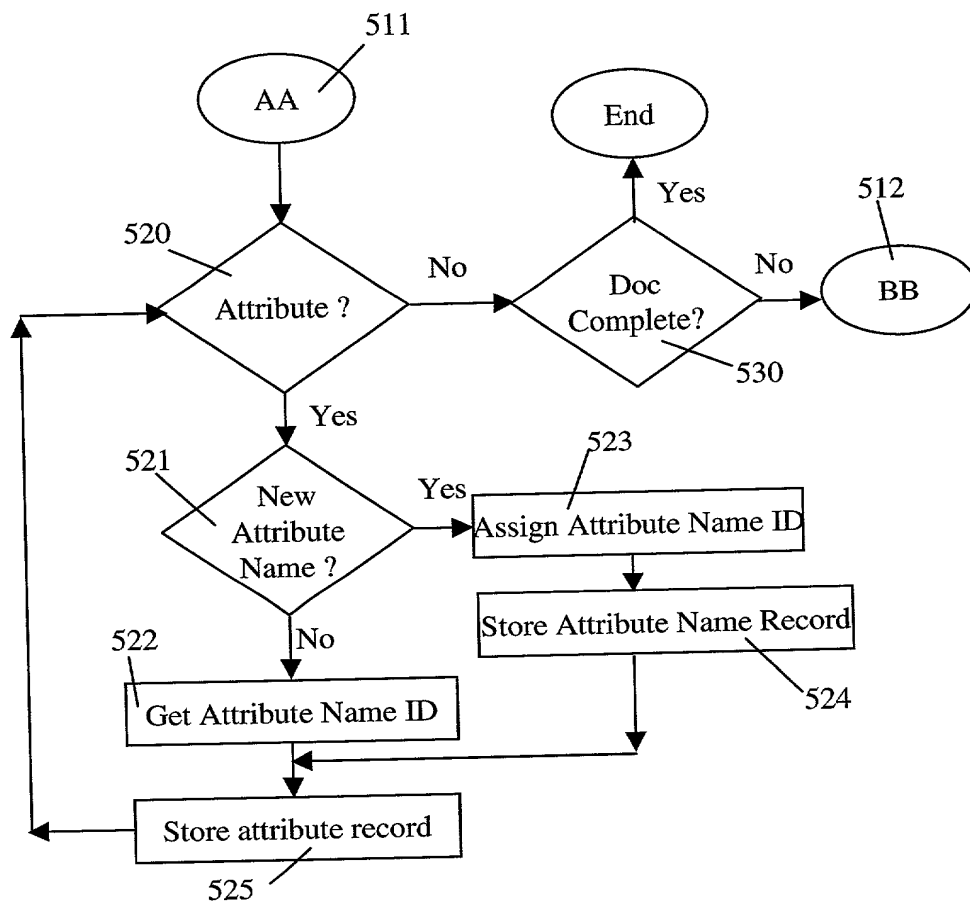 511
AA
End
Yes
512
520
No
No
Attribute ?
Doc
Complete?
BB
530
Yes
521
523
New
Attribute
Name ?
Yes
Assign Attribute Name ID
No
Store Attribute Name Record
522
524
Get Attribute Name ID
Store attribute record
525